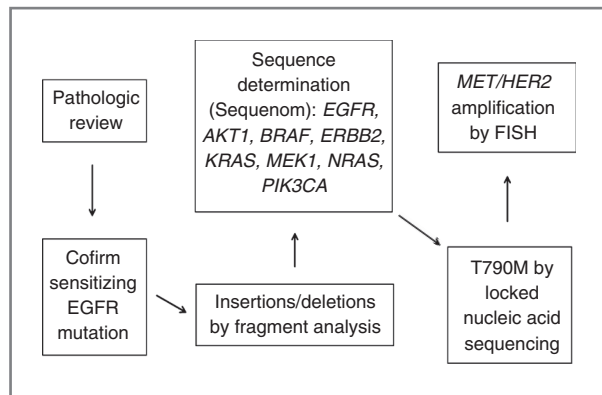 Pathologic
review
Cofirm
sensitizing
EGFR
mutation
Insertions/deletions
by fragment analysis
Sequence
determination
(Sequenom): EGFR,
AKT1, BRAF, ERBB2,
KRAS, MEK1, NRAS,
PIK3CA
T790M by
locked
nucleic acid
sequencing
MET/HER2
amplification
by FISH